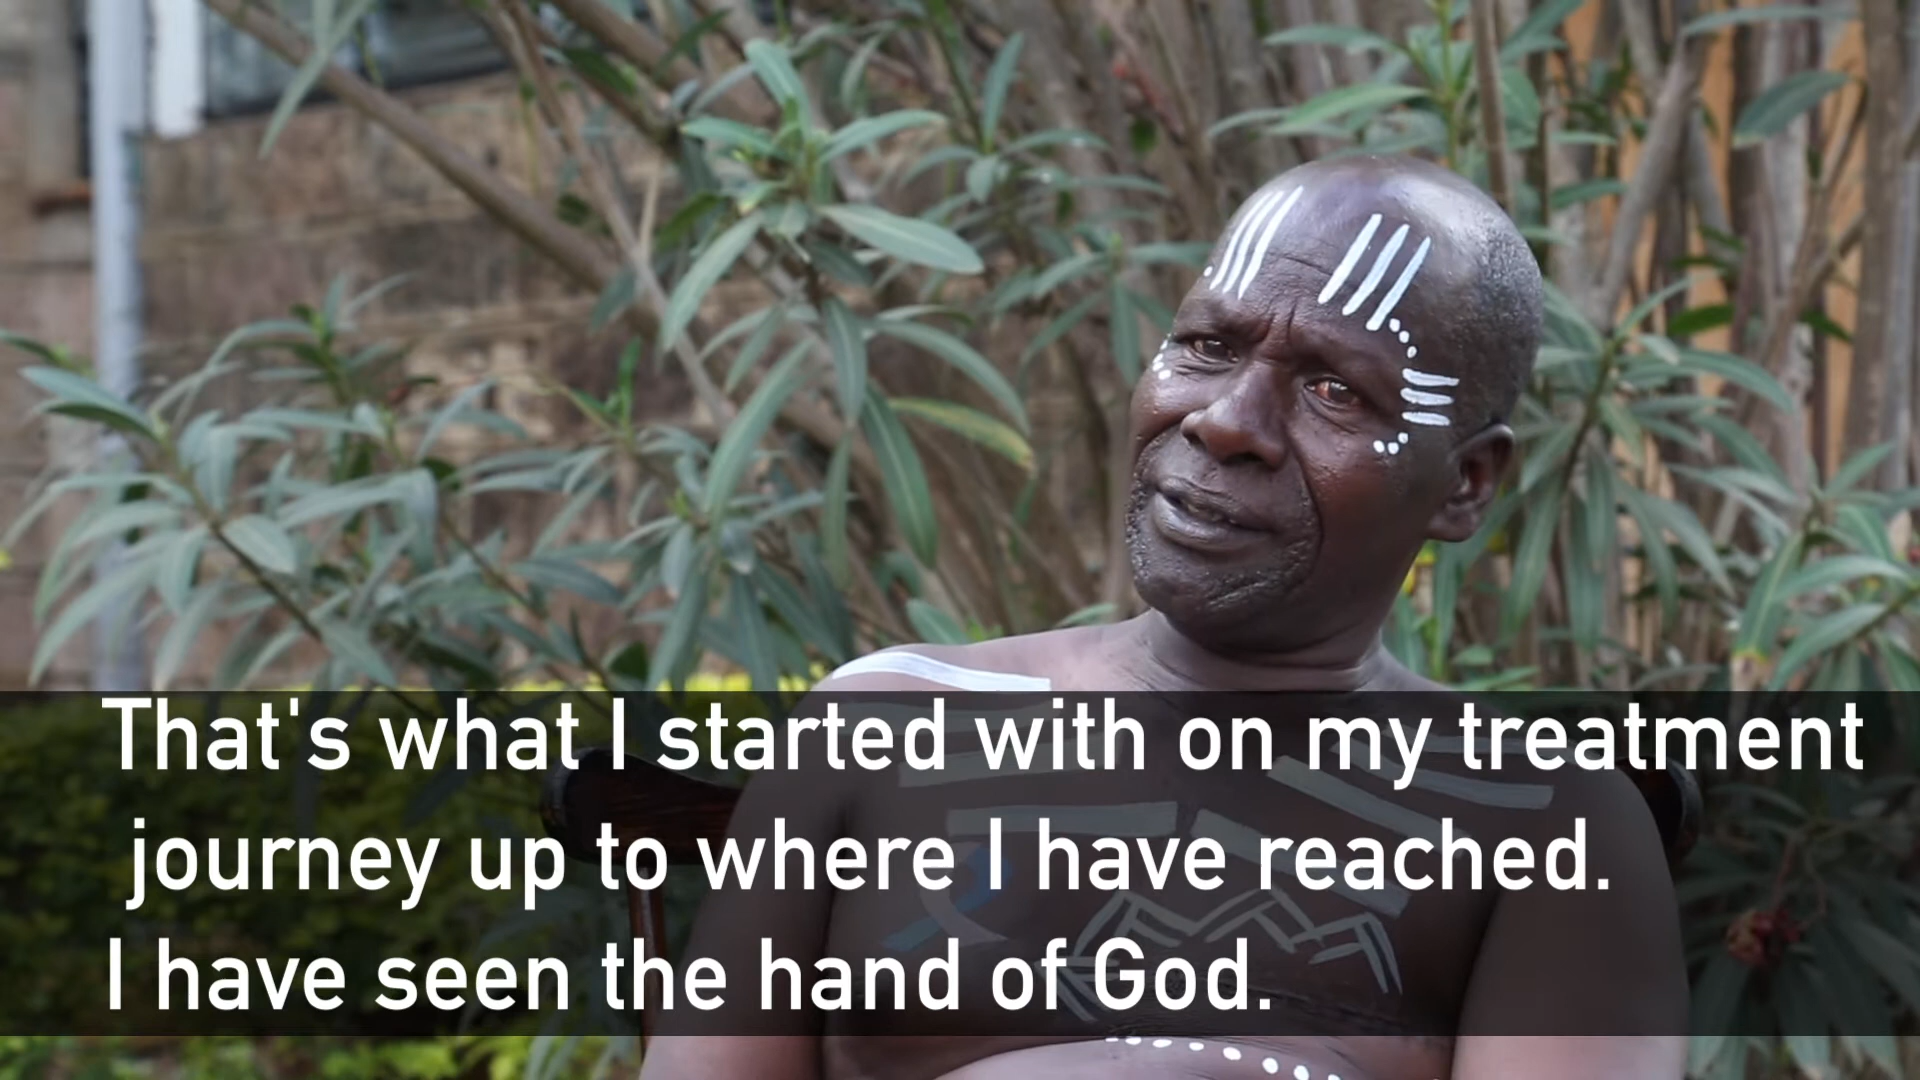 That's what I started with on my treatment
journey up to where I have reached.
I have seen the hand of God.